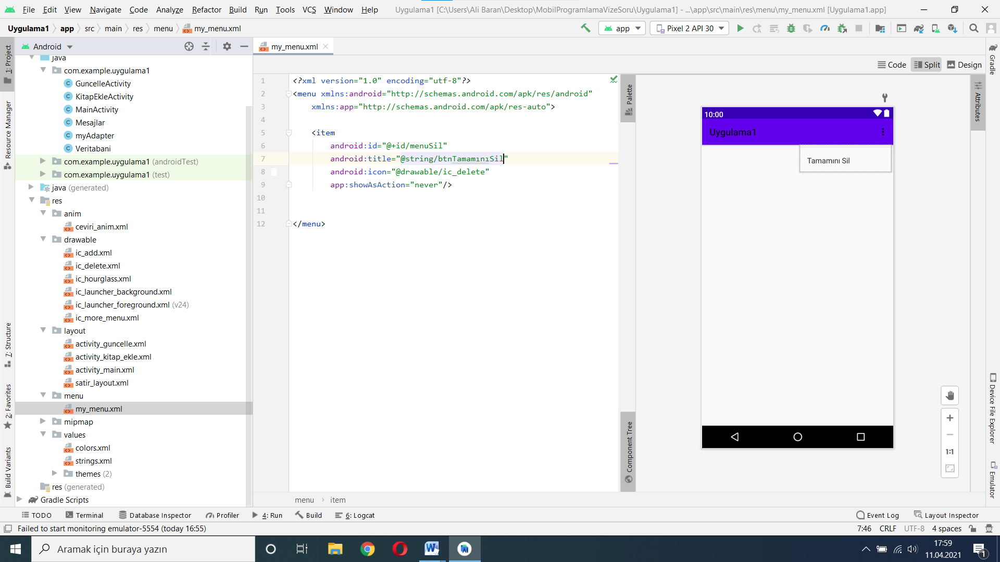 File Edit View Navigate Code Analyze Refactor Build Run Tools VCS Window Help Uygulama1 [C:\Users\Ali Baran\Desktop\MobilProgramlamaVizeSoru\Uygulama1] - ...\app\src\main\res\menu\my_menu.xml [Uygulama1.app]
Uygulama1 app src main res menu my_menu.xml app Pixel 2 API 30
Android
my_menu.xml
Code Split Design
1: Project
Resource Manager
7: Structure
2: Favorites
Build Variants
java
com.example.uygulama1
GuncelleActivity
KitapEkleActivity
MainActivity
Mesajlar
myAdapter
Veritabani
com.example.uygulama1 (androidTest)
com.example.uygulama1 (test)
java (generated)
res
anim
ceviri_anim.xml
drawable
ic_add.xml
ic_delete.xml
ic_hourglass.xml
ic_launcher_background.xml
ic_launcher_foreground.xml (v24)
ic_more_menu.xml
layout
activity_guncelle.xml
activity_kitap_ekle.xml
activity_main.xml
satir_layout.xml
menu
my_menu.xml
mipmap
values
colors.xml
strings.xml
themes (2)
res (generated)
Gradle Scripts
1 <?xml version="1.0" encoding="utf-8"?>
2 <menu xmlns:android="http://schemas.android.com/apk/res/android"
3 xmlns:app="http://schemas.android.com/apk/res-auto">
4
5 <item
6 android:id="@+id/menuSil"
7 android:title="@string/btnTamamınıSil"
8 android:icon="@drawable/ic_delete"
9 app:showAsAction="never"/>
10
11
12 </menu>
menu item
Palette
Component Tree
10:00
Uygulama1
Tamamını Sil
1:1
Attributes
Gradle
Device File Explorer
Emulator
TODO Terminal Database Inspector Profiler 4: Run Build 6: Logcat Event Log Layout Inspector
Failed to start monitoring emulator-5554 (today 16:55) 7:46 CRLF UTF-8 4 spaces
Aramak için buraya yazın
17:59
11.04.2021
1